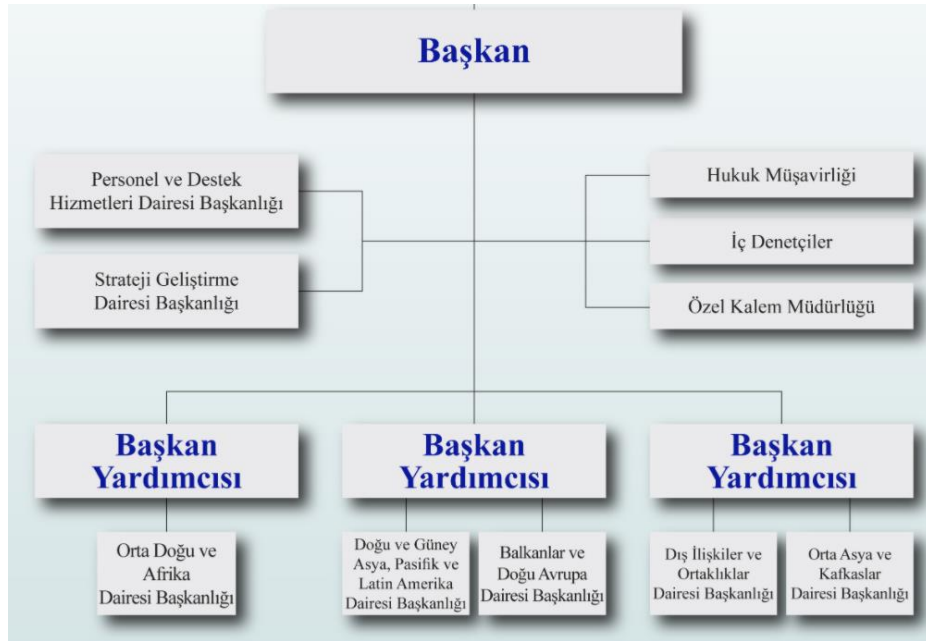 Başkan
Personel ve Destek
Hizmetleri Dairesi Başkanlığı
Strateji Geliştirme
Dairesi Başkanlığı
Hukuk Müşavirliği
İç Denetçiler
Özel Kalem Müdürlüğü
Başkan
Yardımcısı
Orta Doğu ve
Afrika
Dairesi Başkanlığı
Başkan
Yardımcısı
Doğu ve Güney
Asya, Pasifik ve
Latin Amerika
Dairesi Başkanlığı
Balkanlar ve
Doğu Avrupa
Dairesi Başkanlığı
Başkan
Yardımcısı
Dış İlişkiler ve
Ortaklıklar
Dairesi Başkanlığı
Orta Asya ve
Kafkaslar
Dairesi Başkanlığı